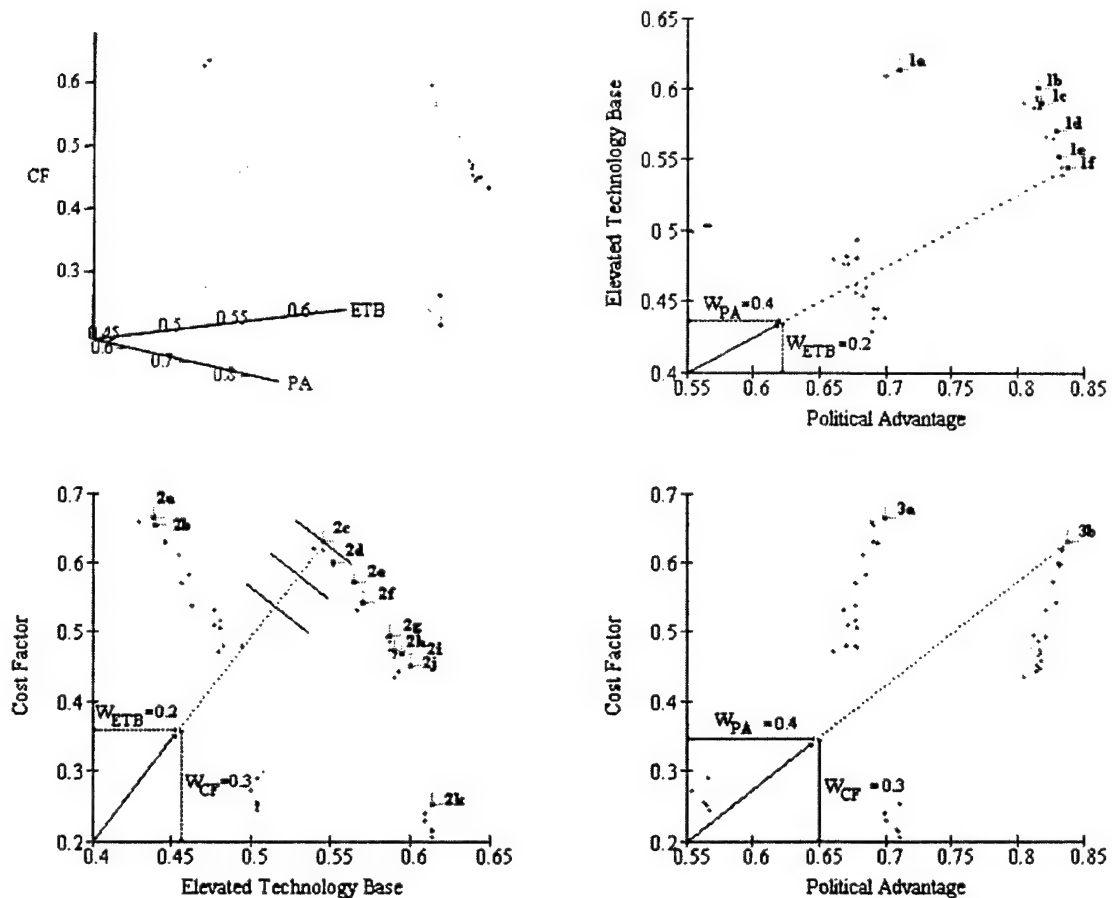 0.6
0.5
CF
0.4
0.3
0.45
0.5
0.55
0.6
ETB
0.6
0.7
0.8
PA
0.65
0.6
0.55
0.5
0.45
0.4
Elevated Technology Base
1a
1b
1c
1d
1e
1f
W_PA=0.4
W_ETB=0.2
0.55 0.6 0.65 0.7 0.75 0.8 0.85
Political Advantage
0.7
0.6
0.5
0.4
0.3
0.2
Cost Factor
2a
2b
2c
2d
2e
2f
2g
2h
2i
2j
2k
W_ETB=0.2
W_CF=0.3
0.4 0.45 0.5 0.55 0.6 0.65
Elevated Technology Base
0.7
0.6
0.5
0.4
0.3
0.2
Cost Factor
3a
3b
W_PA=0.4
W_CF=0.3
0.55 0.6 0.65 0.7 0.75 0.8 0.85
Political Advantage